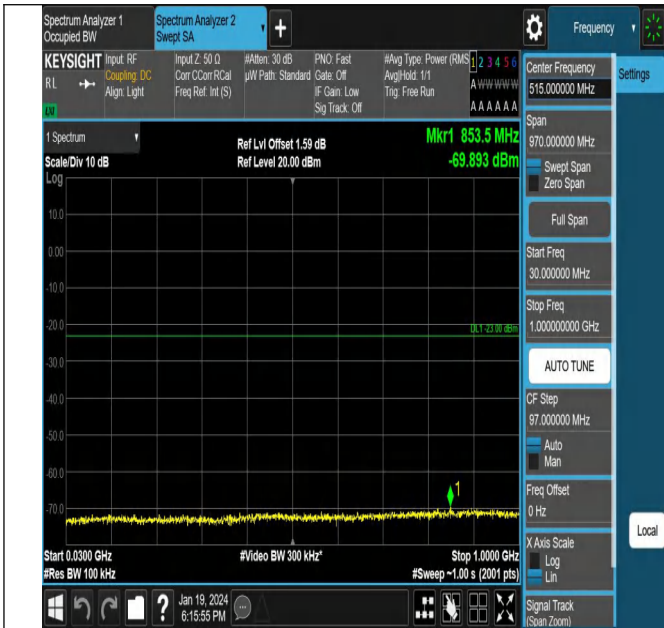 Spectrum Analyzer 1
Occupied BW
Spectrum Analyzer 2
Swept SA
+
Frequency
KEYSIGHT
RL
LXI
Input: RF
Coupling: DC
Align: Light
Input Z: 50 Ω
Corr CCorr RCal
Freq Ref: Int (S)
#Atten: 30 dB
µW Path: Standard
PNO: Fast
Gate: Off
IF Gain: Low
Sig Track: Off
#Avg Type: Power (RMS
Avg|Hold: 1/1
Trig: Free Run
1 2 3 4 5 6
A W W W W W
A A A A A A
Center Frequency
515.000000 MHz
Settings
Span
970.000000 MHz
Swept Span
Zero Span
Full Span
Start Freq
30.000000 MHz
Stop Freq
1.000000000 GHz
AUTO TUNE
CF Step
97.000000 MHz
Auto
Man
Freq Offset
0 Hz
X Axis Scale
Log
Lin
Signal Track
(Span Zoom)
Local
1 Spectrum
Scale/Div 10 dB
Log
Ref Lvl Offset 1.59 dB
Ref Level 20.00 dBm
Mkr1 853.5 MHz
-69.893 dBm
10.0
0.00
-10.0
-20.0
DL1 -23.00 dBm
-30.0
-40.0
-50.0
-60.0
1
-70.0
Start 0.0300 GHz
#Video BW 300 kHz*
Stop 1.0000 GHz
#Res BW 100 kHz
#Sweep ~1.00 s (2001 pts)
?
Jan 19, 2024
6:15:55 PM